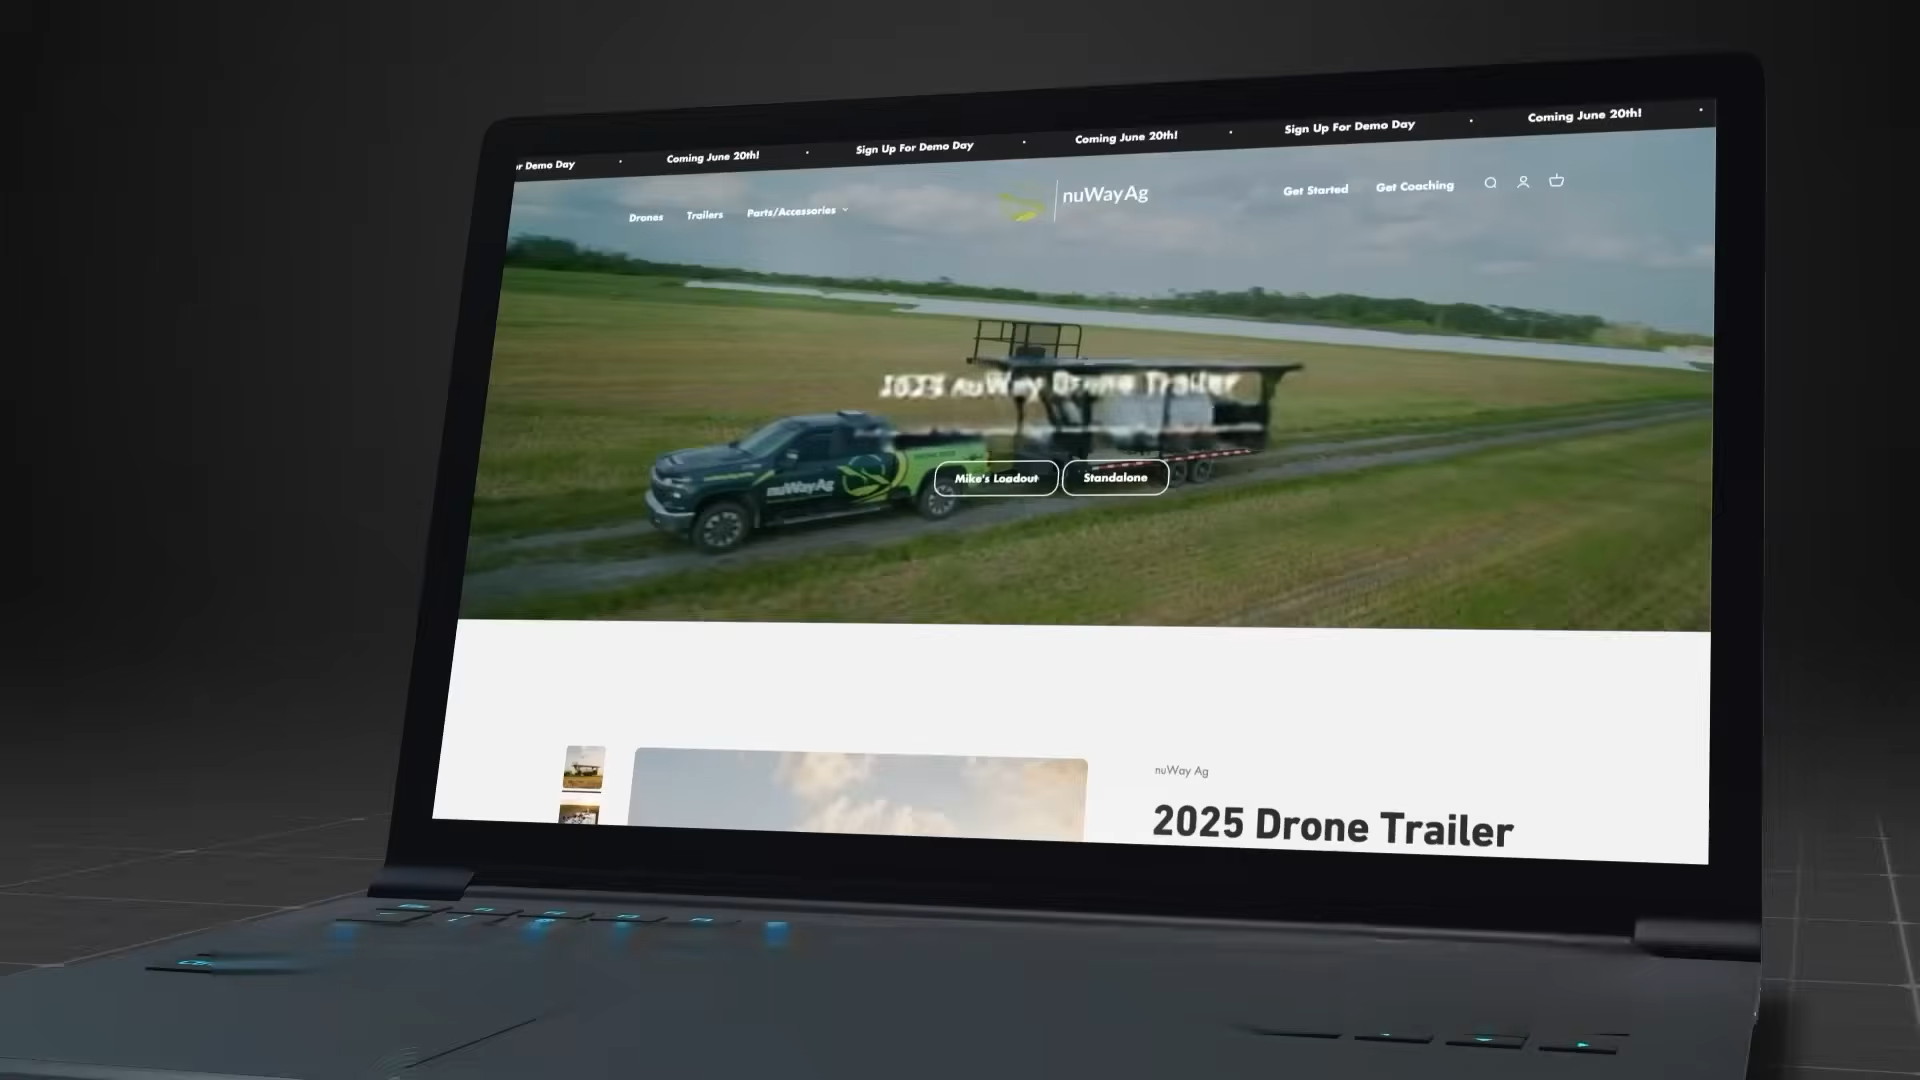 Demo Day · Coming June 20th! · Sign Up For Demo Day · Coming June 20th! · Sign Up For Demo Day · Coming June 20th! ·
Drones Trailers Parts/Accessories
nuWay Ag
Get Started Get Coaching
2025 nuWay Drone Trailer
nuWay Ag
Mike's Loadout Standalone
nuWay Ag
2025 Drone Trailer